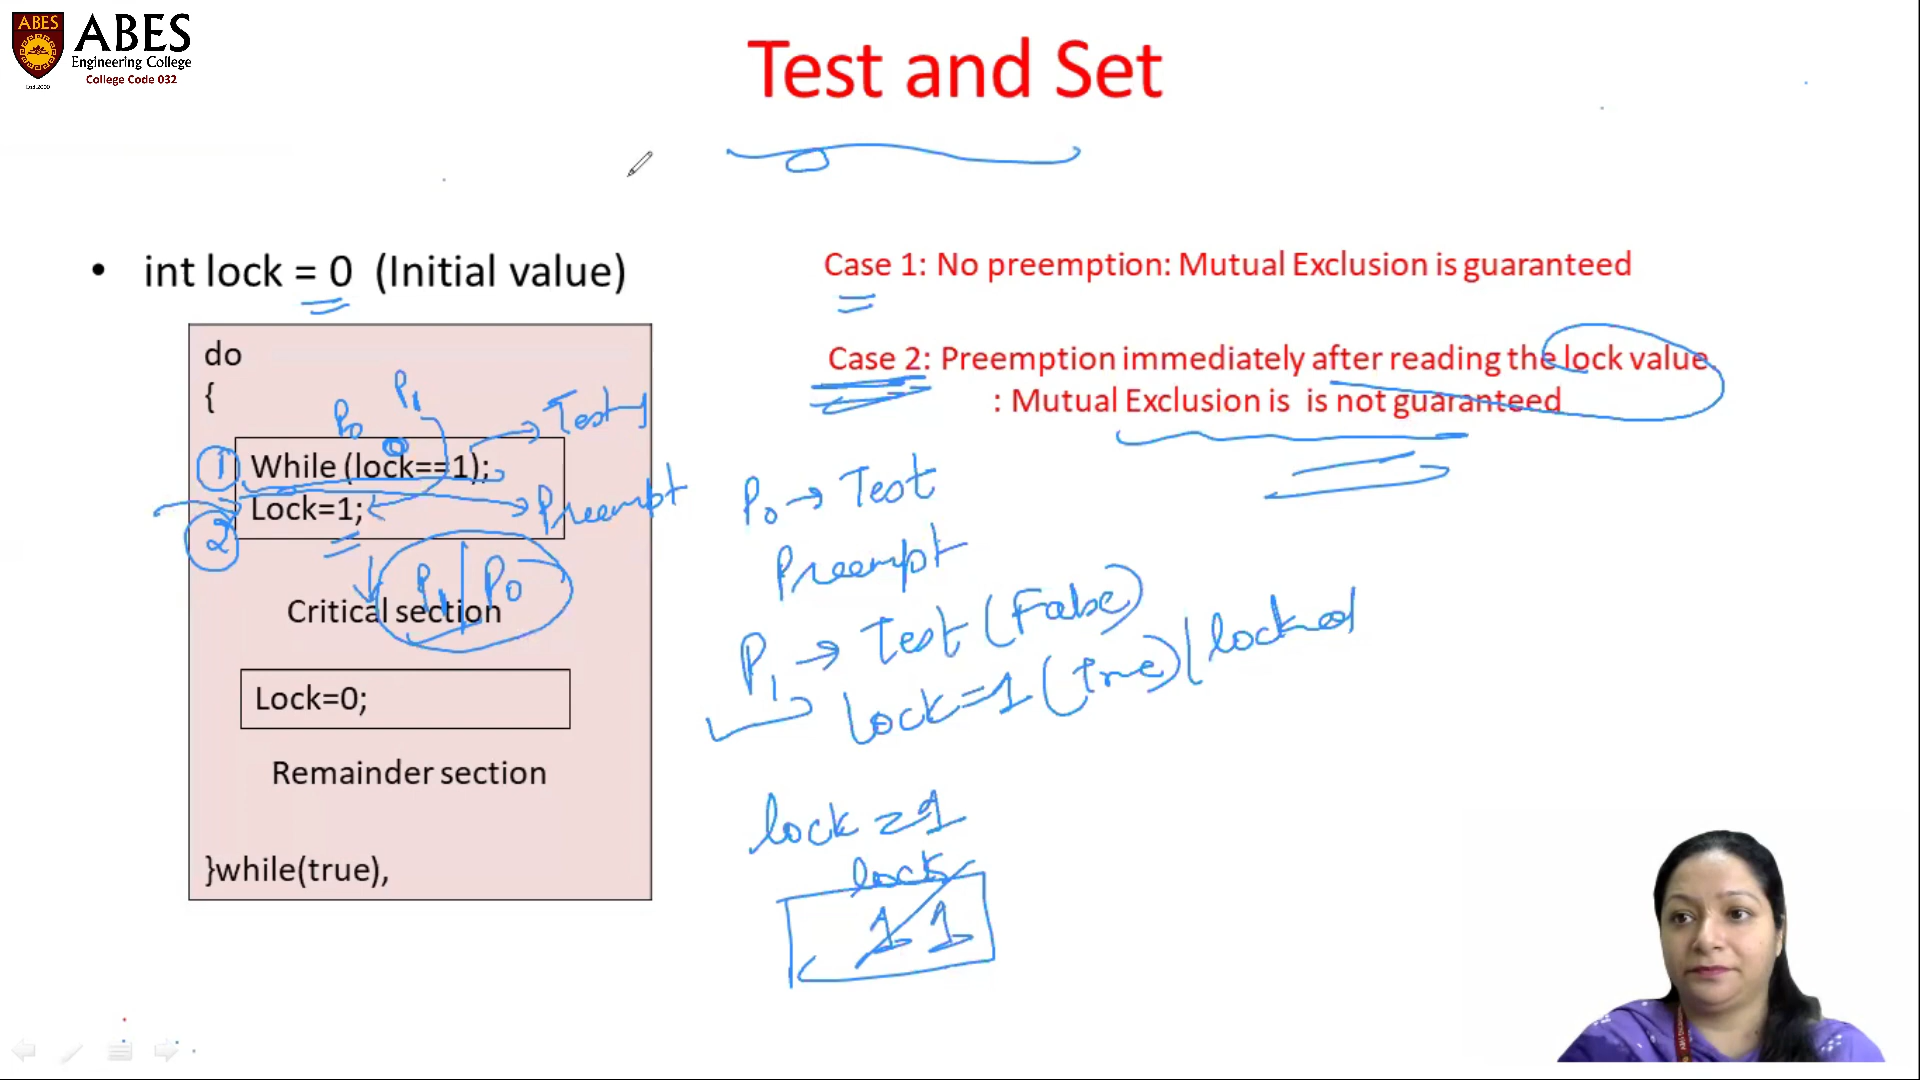 ABES
ABES
Engineering College
College Code 032
Test and Set
• int lock = 0 (Initial value)
do
{
P0 P1 Test
1 While (lock==1);
2 Lock=1; Preempt
P1 | P0
Critical section
Lock=0;
Remainder section
}while(true),
Case 1: No preemption: Mutual Exclusion is guaranteed
Case 2: Preemption immediately after reading the lock value
: Mutual Exclusion is is not guaranteed
P0 → Test
Preempt
P1 → Test (False)
lock=1 (true) | locked
lock = 1
lock
1 1